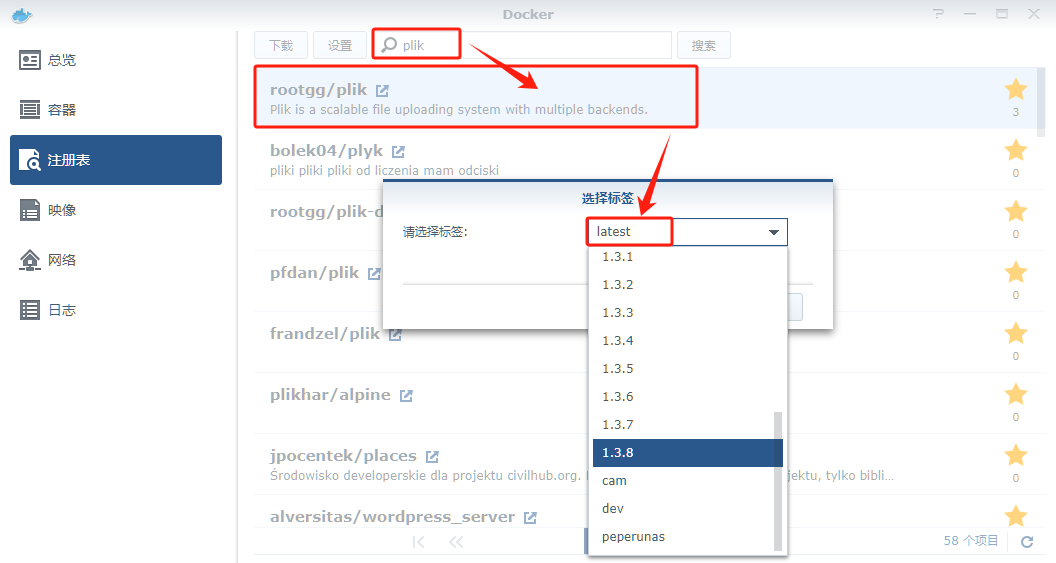 Docker
总览
容器
注册表
映像
网络
日志
下载
设置
plik
搜索
rootgg/plik
Plik is a scalable file uploading system with multiple backends.
3
bolek04/plyk
pliki pliki pliki od liczenia mam odciski
0
rootgg/plik-d
0
pfdan/plik
0
frandzel/plik
0
plikhar/alpine
0
jpocentek/places
Środowisko developerskie dla projektu civilhub.org.
jektu, tylko bibli...
0
alversitas/wordpress_server
58 个项目
选择标签
请选择标签:
latest
1.3.1
1.3.2
1.3.3
1.3.4
1.3.5
1.3.6
1.3.7
1.3.8
cam
dev
peperunas